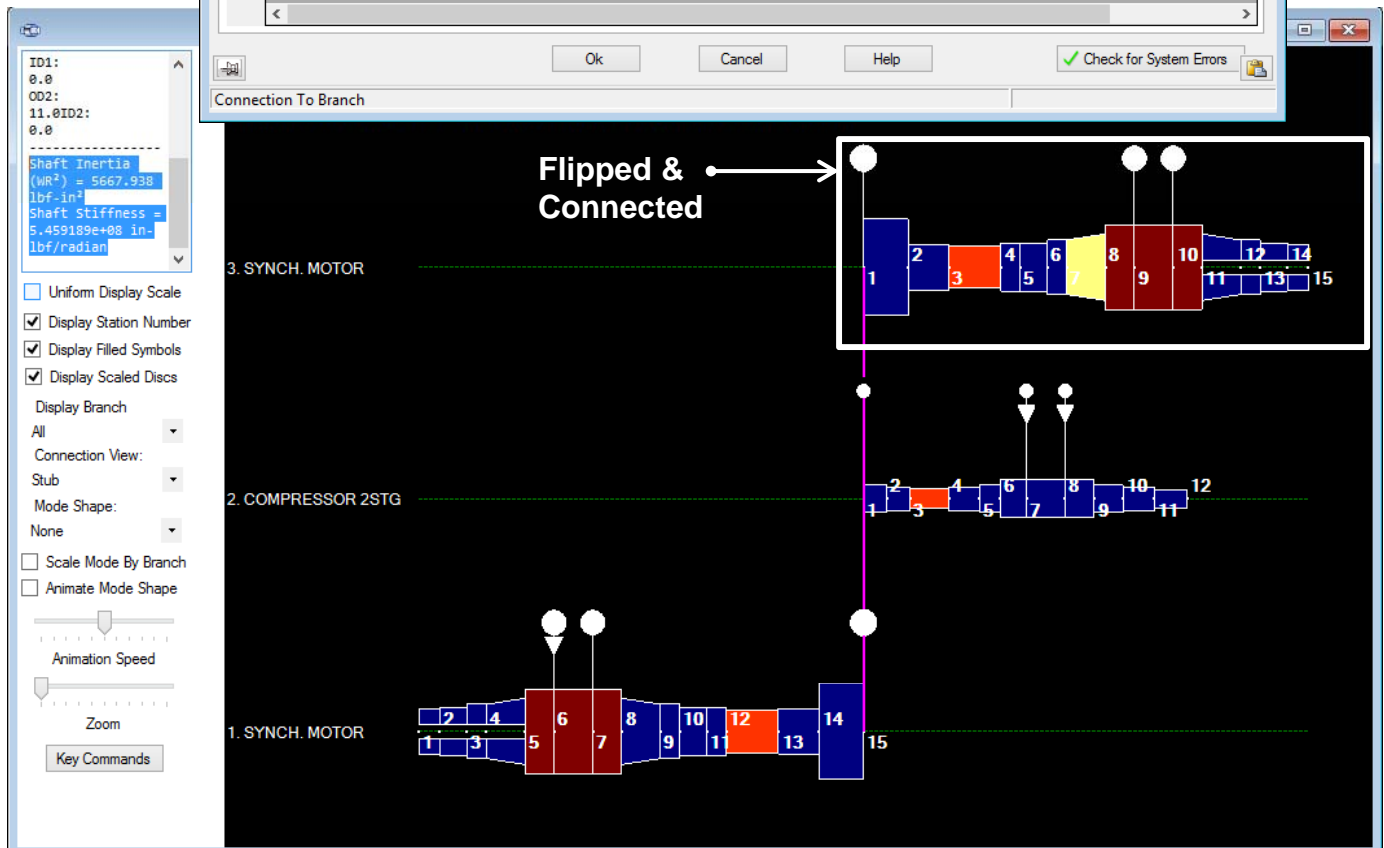 Ok
Cancel
Help
Check for System Errors
Connection To Branch
ID1:
0.0
OD2:
11.0ID2:
0.0
-----------------
Shaft Inertia
(WR²) = 5667.938
lbf-in²
Shaft Stiffness =
5.459189e+08 in-
lbf/radian
Uniform Display Scale
Display Station Number
Display Filled Symbols
Display Scaled Discs
Display Branch
All
Connection View:
Stub
Mode Shape:
None
Scale Mode By Branch
Animate Mode Shape
Animation Speed
Zoom
Key Commands
Flipped &
Connected
3. SYNCH. MOTOR
1 2 3 4 5 6 7 8 9 10 11 12 13 14 15
2. COMPRESSOR 2STG
1 2 3 4 5 6 7 8 9 10 11 12
1. SYNCH. MOTOR
1 2 3 4 5 6 7 8 9 10 11 12 13 14 15